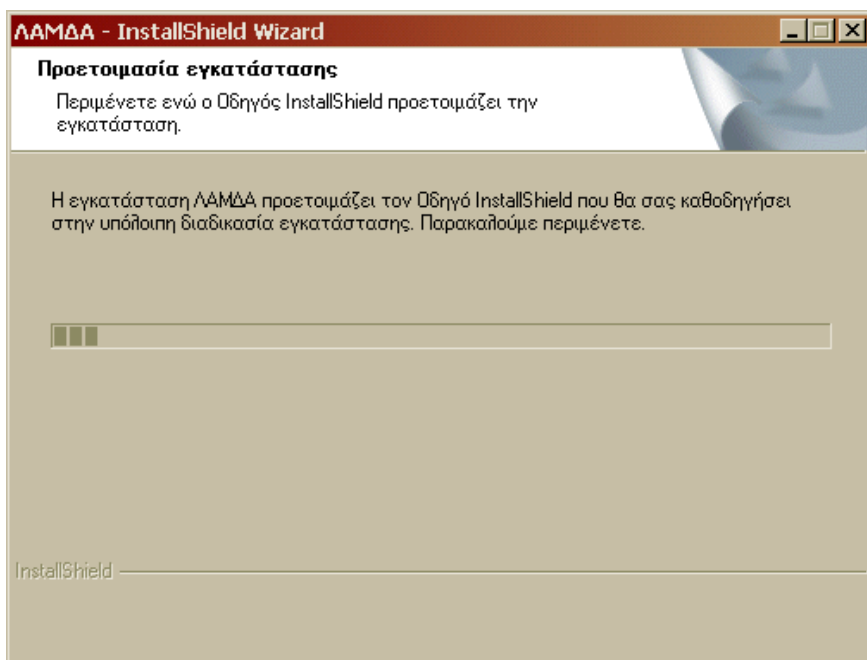 ΛΑΜΔΑ - InstallShield Wizard
Προετοιμασία εγκατάστασης
Περιμένετε ενώ ο Οδηγός InstallShield προετοιμάζει την
εγκατάσταση.
Η εγκατάσταση ΛΑΜΔΑ προετοιμάζει τον Οδηγό InstallShield που θα σας καθοδηγήσει
στην υπόλοιπη διαδικασία εγκατάστασης. Παρακαλούμε περιμένετε.
InstallShield